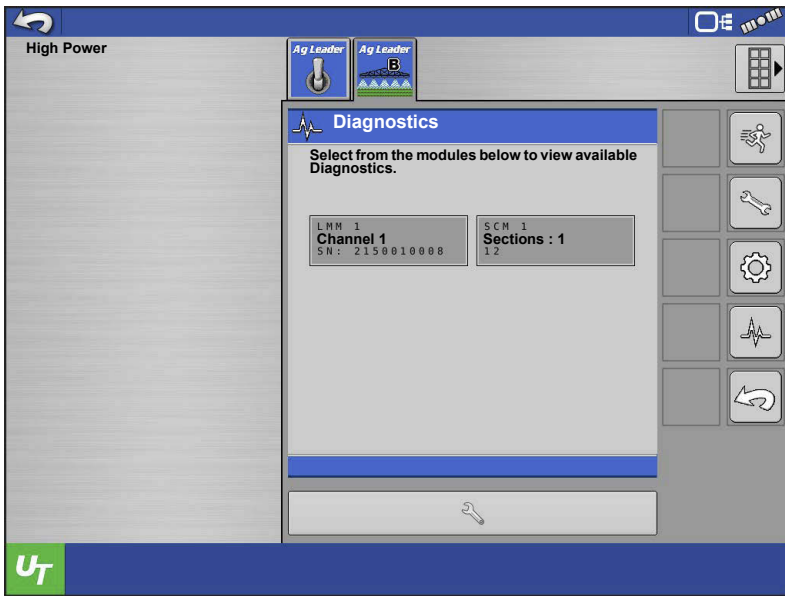 High Power
Ag Leader
Ag Leader
B
Diagnostics
Select from the modules below to view available
Diagnostics.
LMM 1
Channel 1
SN: 2150010008
SCM 1
Sections : 1
12
UT